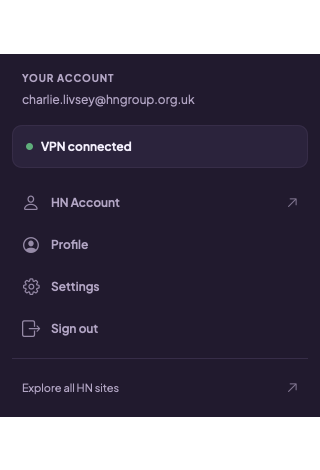 YOUR ACCOUNT
charlie.livsey@hngroup.org.uk
VPN connected
HN Account
Profile
Settings
Sign out
Explore all HN sites